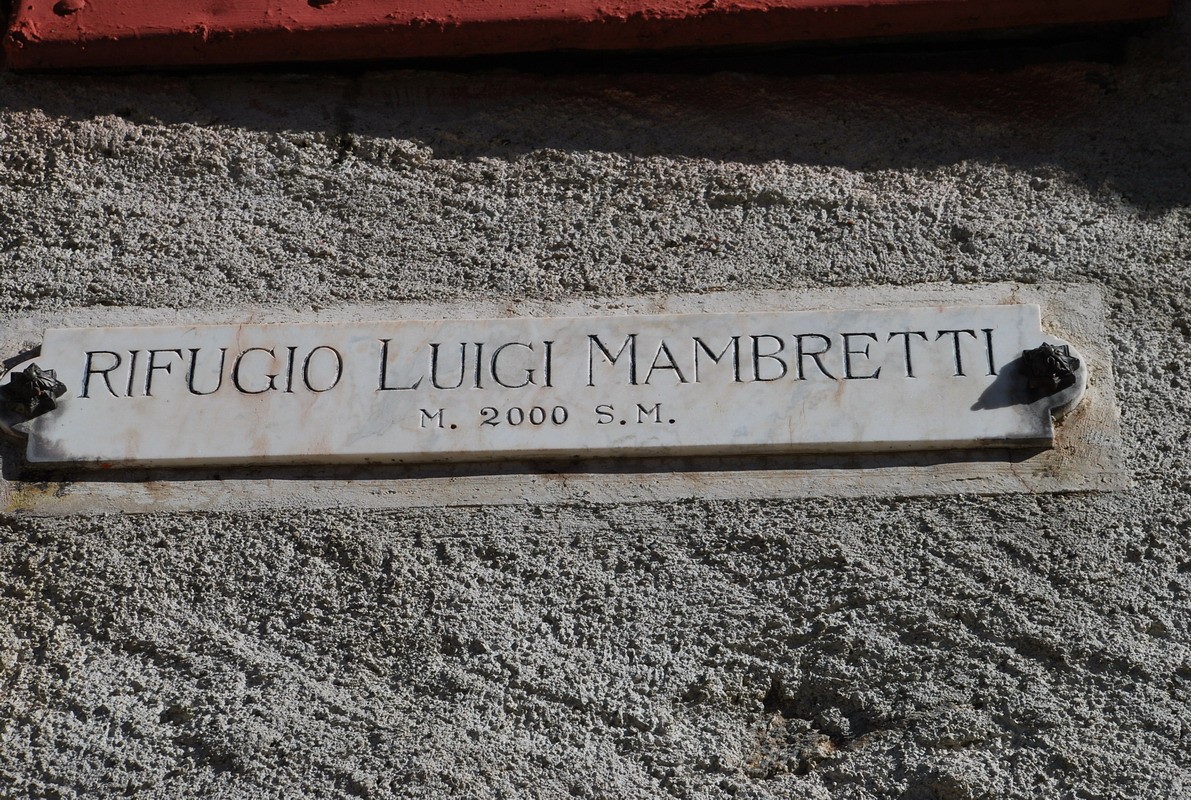 RIFUGIO LUIGI MAMBRETTI
M. 2000 S.M.